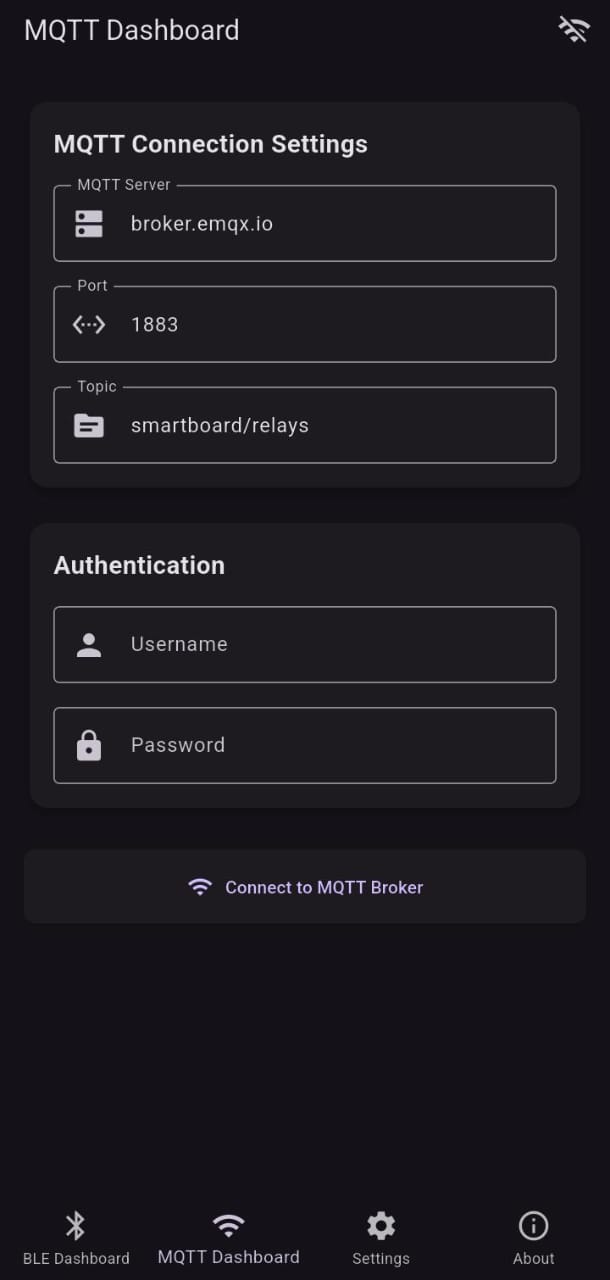 MQTT Dashboard
MQTT Connection Settings
MQTT Server
broker.emqx.io
Port
1883
Topic
smartboard/relays
Authentication
Username
Password
Connect to MQTT Broker
BLE Dashboard
MQTT Dashboard
Settings
About